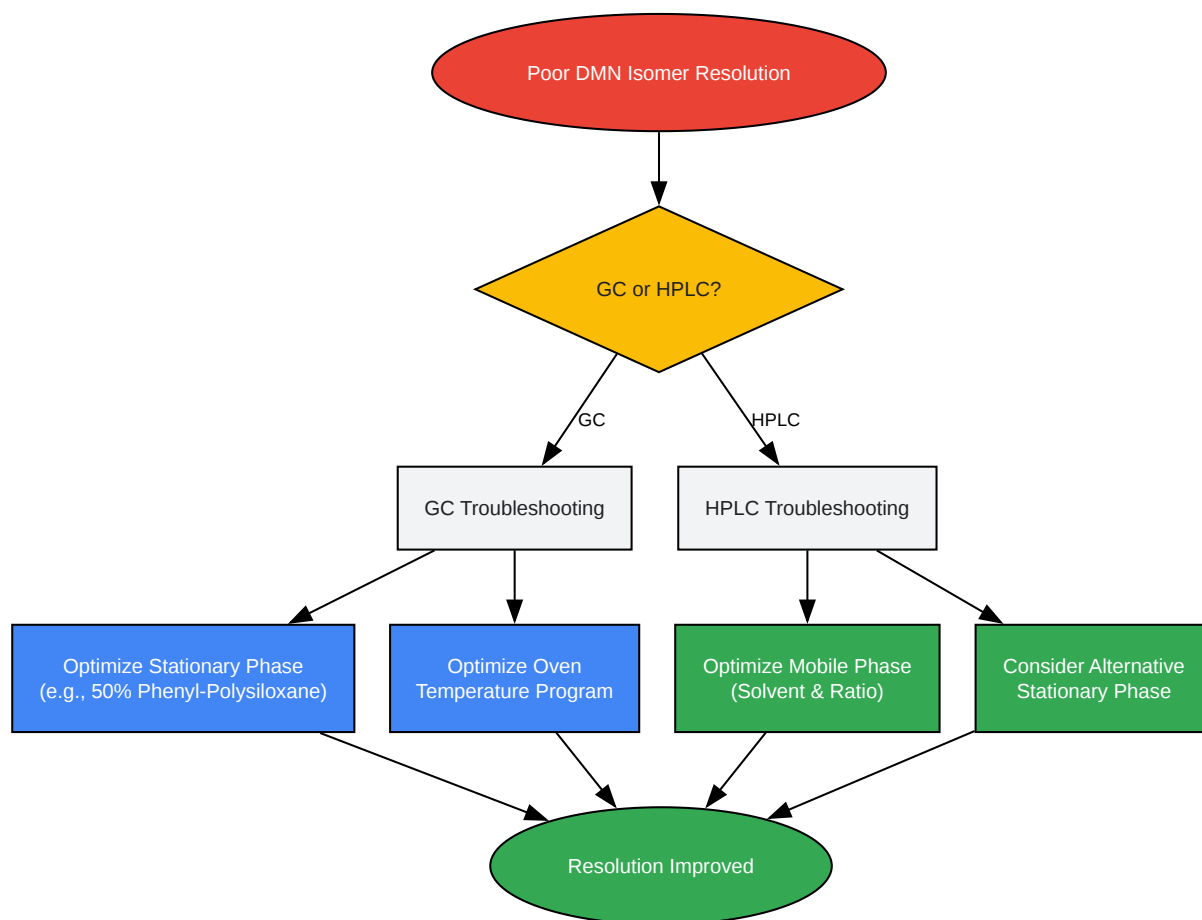 Poor DMN Isomer Resolution
GC or HPLC?
GC
HPLC
GC Troubleshooting
HPLC Troubleshooting
Optimize Stationary Phase
(e.g., 50% Phenyl-Polysiloxane)
Optimize Oven
Temperature Program
Optimize Mobile Phase
(Solvent & Ratio)
Consider Alternative
Stationary Phase
Resolution Improved